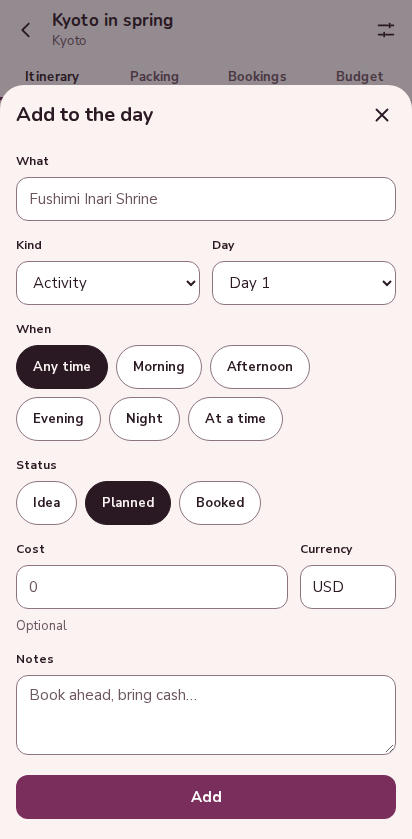 Kyoto in spring
Kyoto
Itinerary Packing Bookings Budget
Add to the day
What
Fushimi Inari Shrine
Kind Day
Activity Day 1
When
Any time Morning Afternoon
Evening Night At a time
Status
Idea Planned Booked
Cost Currency
0 USD
Optional
Notes
Book ahead, bring cash…
Add